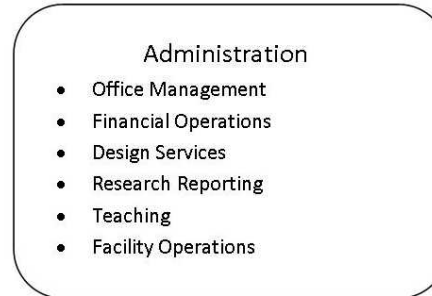 Administration
• Office Management
• Financial Operations
• Design Services
• Research Reporting
• Teaching
• Facility Operations